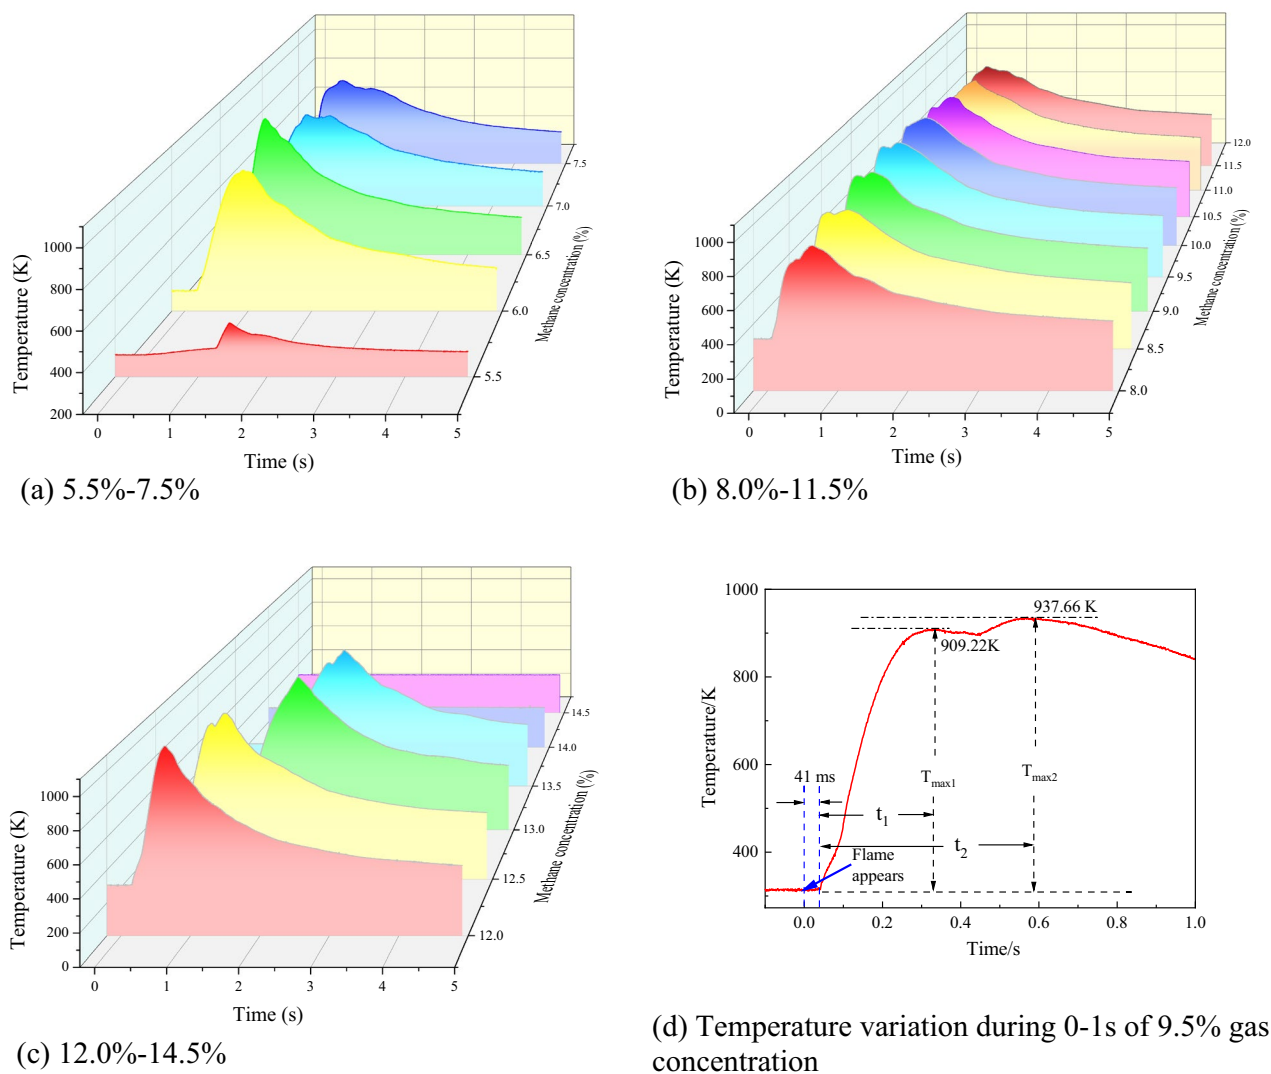 1000
800
600
400
200
Temperature (K)
0
1
2
3
4
5
Time (s)
5.5
6.0
6.5
7.0
7.5
Methane concentration (%)
(a) 5.5%-7.5%
1000
800
600
400
200
0
Temperature (K)
0
1
2
3
4
5
Time (s)
8.0
8.5
9.0
9.5
10.0
10.5
11.0
11.5
12.0
Methane concentration (%)
(b) 8.0%-11.5%
1000
800
600
400
200
0
Temperature (K)
0
1
2
3
4
5
Time (s)
12.0
12.5
13.0
13.5
14.0
14.5
Methane concentration (%)
(c) 12.0%-14.5%
1000
800
600
400
Temperature/K
937.66 K
909.22K
41 ms
Tmax1
Tmax2
t1
t2
Flame
appears
0.0
0.2
0.4
0.6
0.8
1.0
Time/s
(d) Temperature variation during 0-1s of 9.5% gas
concentration